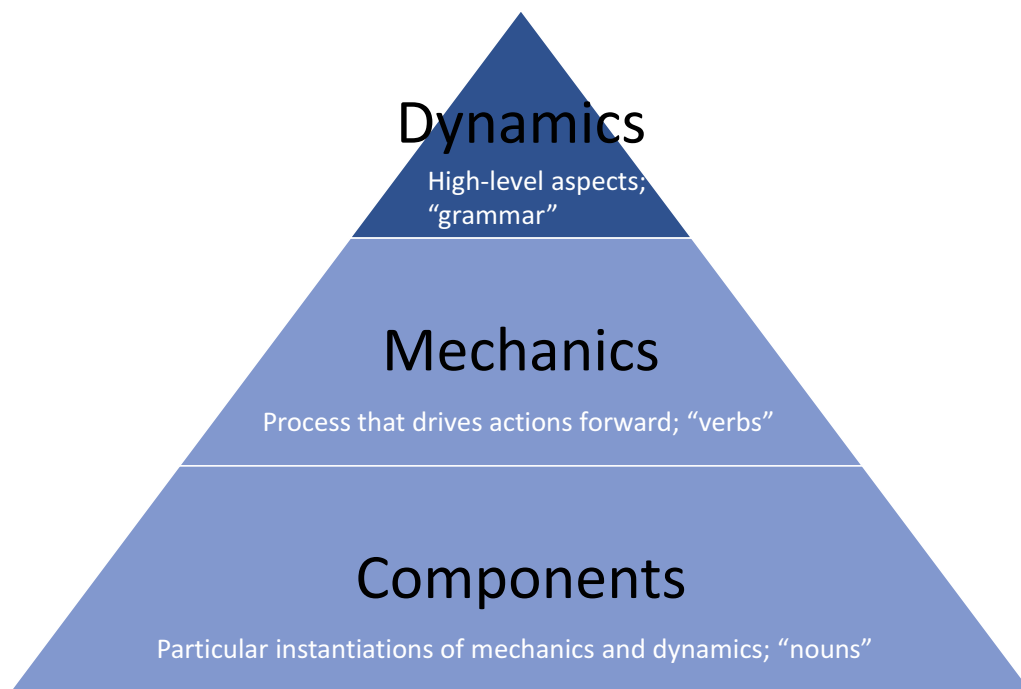 Dynamics
High-level aspects;
“grammar”
Mechanics
Process that drives actions forward; “verbs”
Components
Particular instantiations of mechanics and dynamics; “nouns”